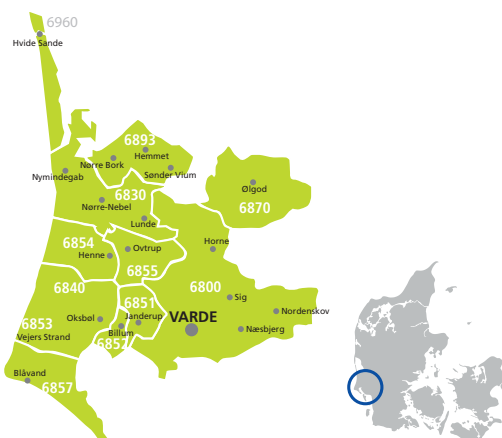 6960
Hvide Sande
6893
Hemmet
Nørre Bork
Sønder Vium
Nymindegab
6830
Ølgod
6870
Nørre-Nebel
Lunde
6854
Ovtrup
Horne
Henne
6855
6840
6800
6851
Sig
Janderup
VARDE
Nordenskov
Oksbøl
6853
Billum
Næsbjerg
Vejers Strand
6852
Blåvand
6857